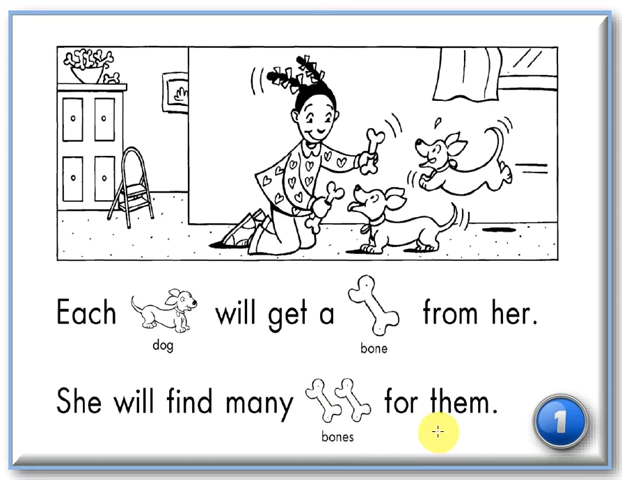 Each will get a from her.
dog bone
She will find many for them.
bones
1